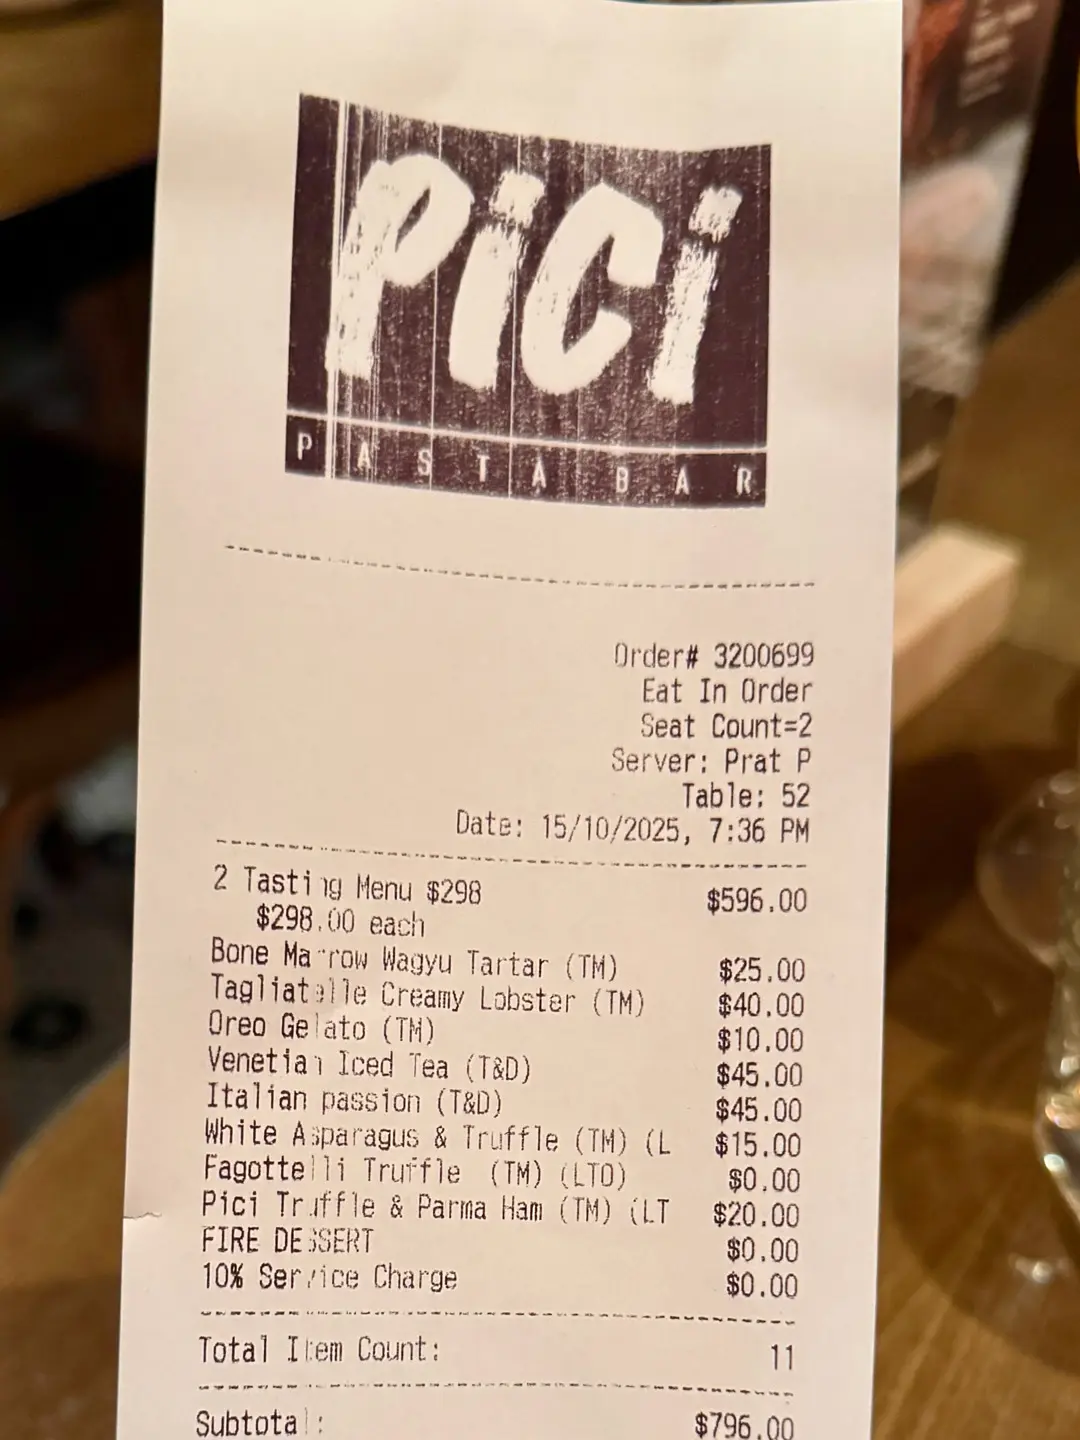 Pici
PASTA BAR
Order# 3200699
Eat In Order
Seat Count=2
Server: Prat P
Table: 52
Date: 15/10/2025, 7:36 PM
2 Tasting Menu $298 $596.00
$298.00 each
Bone Marrow Wagyu Tartar (TM) $25.00
Tagliatelle Creamy Lobster (TM) $40.00
Oreo Gelato (TM) $10.00
Venetian Iced Tea (T&D) $45.00
Italian passion (T&D) $45.00
White Asparagus & Truffle (TM) (L $15.00
Fagottelli Truffle (TM) (LTO) $0.00
Pici Truffle & Parma Ham (TM) (LT $20.00
FIRE DESSERT $0.00
10% Service Charge $0.00
Total Item Count: 11
Subtotal: $796.00